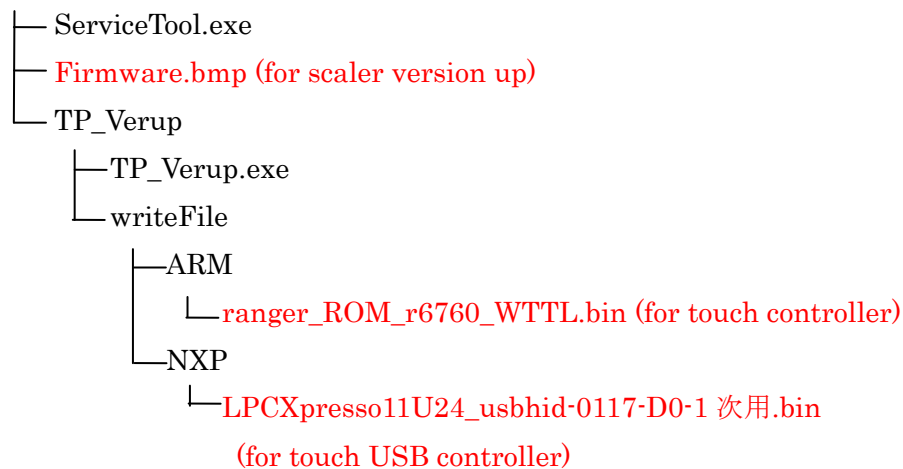 ServiceTool.exe
Firmware.bmp (for scaler version up)
TP_Verup
TP_Verup.exe
writeFile
ARM
ranger_ROM_r6760_WTTL.bin (for touch controller)
NXP
LPCXpresso11U24_usbhid-0117-D0-1 次用.bin
(for touch USB controller)